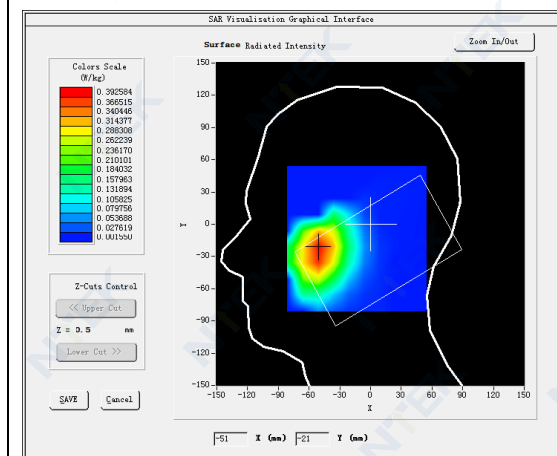 SAR Visualisation Graphical Interface
Surface Radiated Intensity
Zoom In/Out
Colors Scale
(W/kg)
0.392584
0.366515
0.340446
0.314377
0.288308
0.262239
0.236170
0.210101
0.184032
0.157963
0.131894
0.105825
0.079756
0.053688
0.027619
0.001550
Z-Cuts Control
<< Upper Cut
Z = 3.5 mm
Lower Cut >>
SAVE
Cancel
150
120
90
60
30
0
-30
-60
-90
-120
-150
Y
-150 -120 -90 -60 -30 0 30 60 90 120 150
X
-51 X (mm) -21 Y (mm)
NTEK